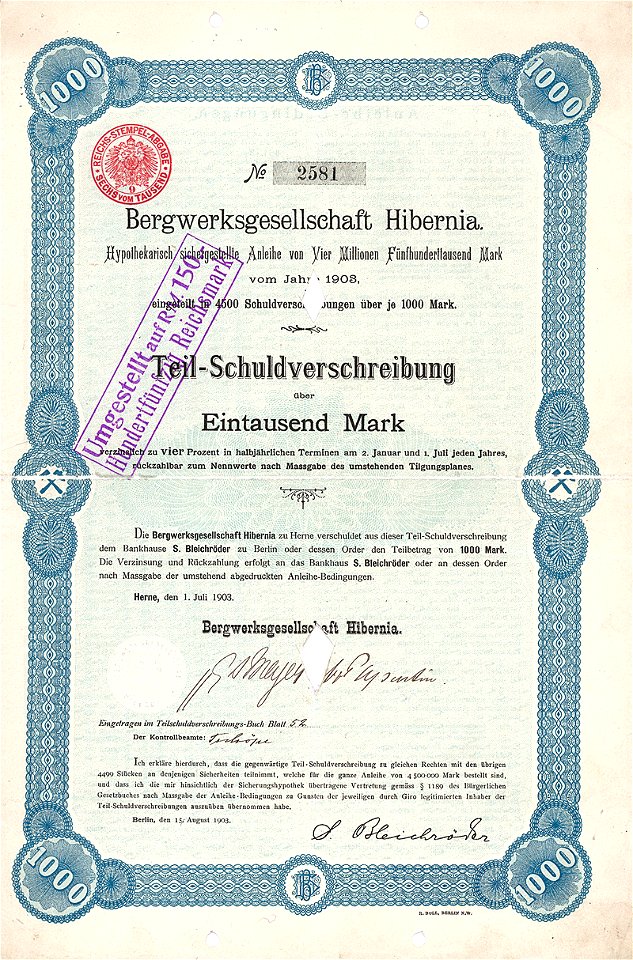 1000
1000
REICHS-STEMPEL-ABGABE
9
SECHS VOM TAUSEND
No 2581
Bergwerksgesellschaft Hibernia.
Hypothekarisch sichergestellte Anleihe von Vier Millionen Fünfhunderttausend Mark
vom Jahre 1903,
eingeteilt in 4500 Schuldverschreibungen über je 1000 Mark.
Umgestellt auf RM. 150.-
Hundertfünfzig Reichsmark
Teil-Schuldverschreibung
über
Eintausend Mark
verzinslich zu vier Prozent in halbjährlichen Terminen am 2. Januar und 1. Juli jeden Jahres,
rückzahlbar zum Nennwerte nach Massgabe des umstehenden Tilgungsplanes.
Die Bergwerksgesellschaft Hibernia zu Herne verschuldet aus dieser Teil-Schuldverschreibung
dem Bankhause S. Bleichröder zu Berlin oder dessen Order den Teilbetrag von 1000 Mark.
Die Verzinsung und Rückzahlung erfolgt an das Bankhaus S. Bleichröder oder an dessen Order
nach Massgabe der umstehend abgedruckten Anleihe-Bedingungen.
Herne, den 1. Juli 1903.
Bergwerksgesellschaft Hibernia.
Eingetragen im Teilschuldverschreibungs-Buch Blatt 52
Der Kontrollbeamte:
Ich erkläre hierdurch, dass die gegenwärtige Teil-Schuldverschreibung zu gleichen Rechten mit den übrigen
4499 Stücken an denjenigen Sicherheiten teilnimmt, welche für die ganze Anleihe von 4 500 000 Mark bestellt sind,
und dass ich die mir hinsichtlich der Sicherungshypothek übertragene Vertretung gemäss § 1189 des Bürgerlichen
Gesetzbuches nach Massgabe der Anleihe-Bedingungen zu Gunsten der jeweiligen durch Giro legitimierten Inhaber der
Teil-Schuldverschreibungen auszuüben übernommen habe.
Berlin, den 15. August 1903.
S. Bleichröder
1000
1000
H. BOLL, BERLIN N.W.